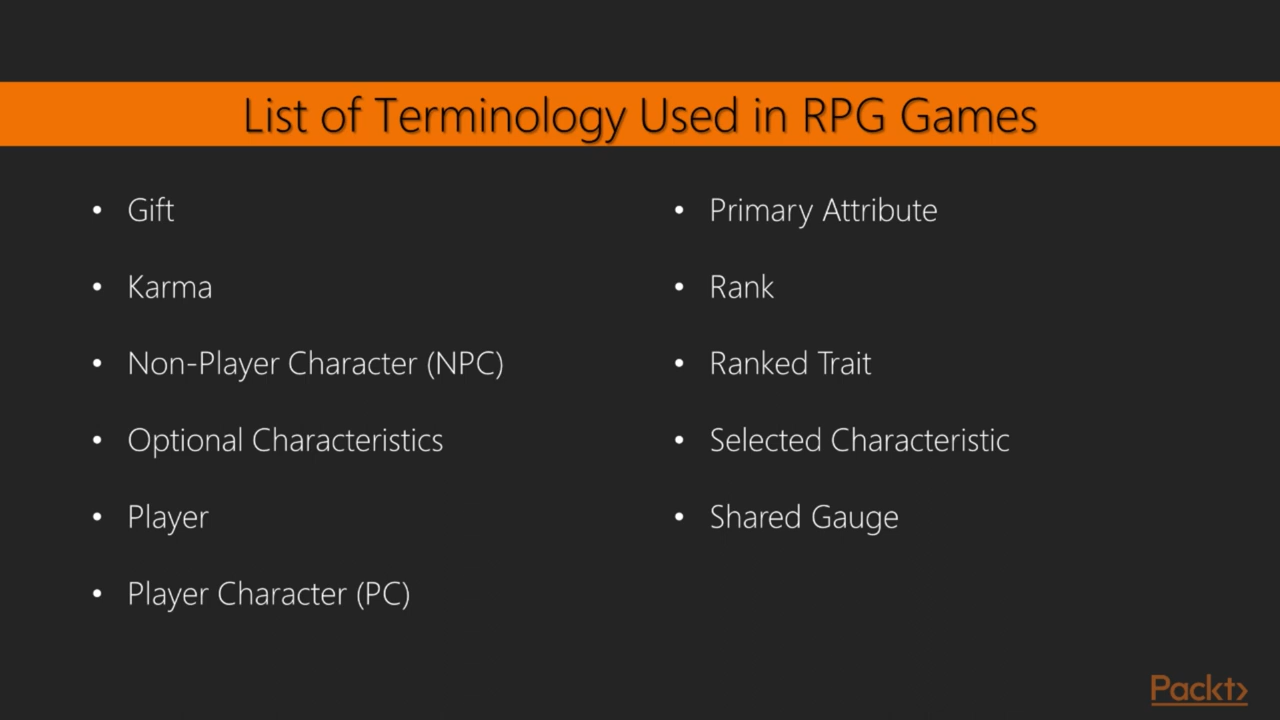 List of Terminology Used in RPG Games
• Gift
• Karma
• Non-Player Character (NPC)
• Optional Characteristics
• Player
• Player Character (PC)
• Primary Attribute
• Rank
• Ranked Trait
• Selected Characteristic
• Shared Gauge
Packt>